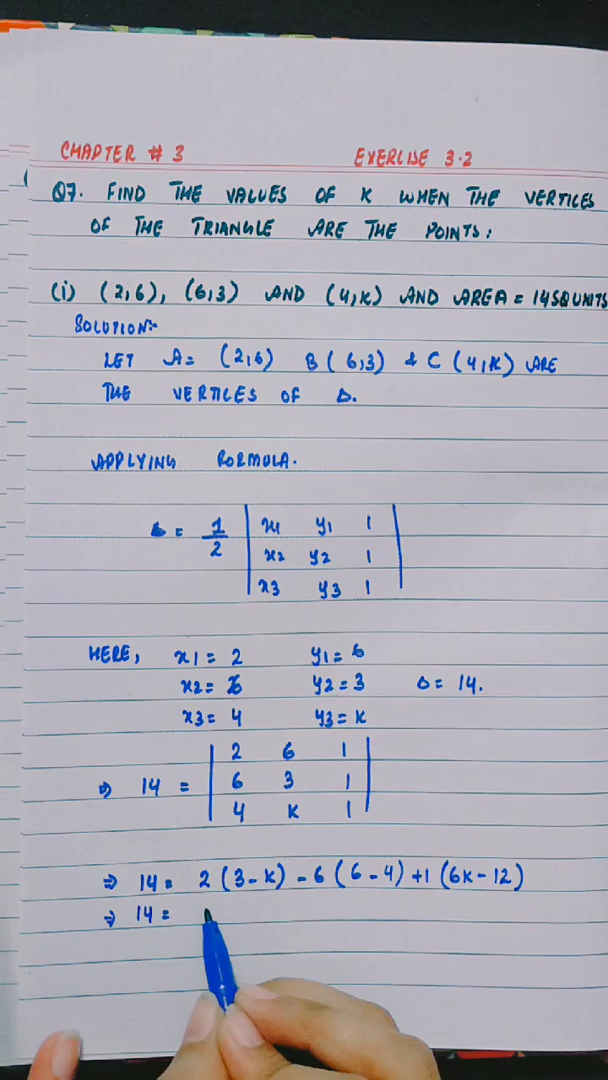 CHAPTER # 3 EXERCISE 3.2
Q7. FIND THE VALUES OF K WHEN THE VERTICES
OF THE TRIANGLE ARE THE POINTS:
(i) (2,6), (6,3) AND (4,K) AND AREA = 14 SQ UNITS
SOLUTION:-
LET A= (2,6) B (6,3) & C (4,K) ARE
THE VERTICES OF Δ.
APPLYING FORMULA.
Δ = 1/2 | x1 y1 1 |
| x2 y2 1 |
| x3 y3 1 |
HERE, x1 = 2 y1 = 6
x2 = 6 y2 = 3 Δ = 14.
x3 = 4 y3 = K
| 2 6 1 |
⇒ 14 = | 6 3 1 |
| 4 K 1 |
⇒ 14 = 2 (3 - K) - 6 (6 - 4) + 1 (6K - 12)
⇒ 14 =